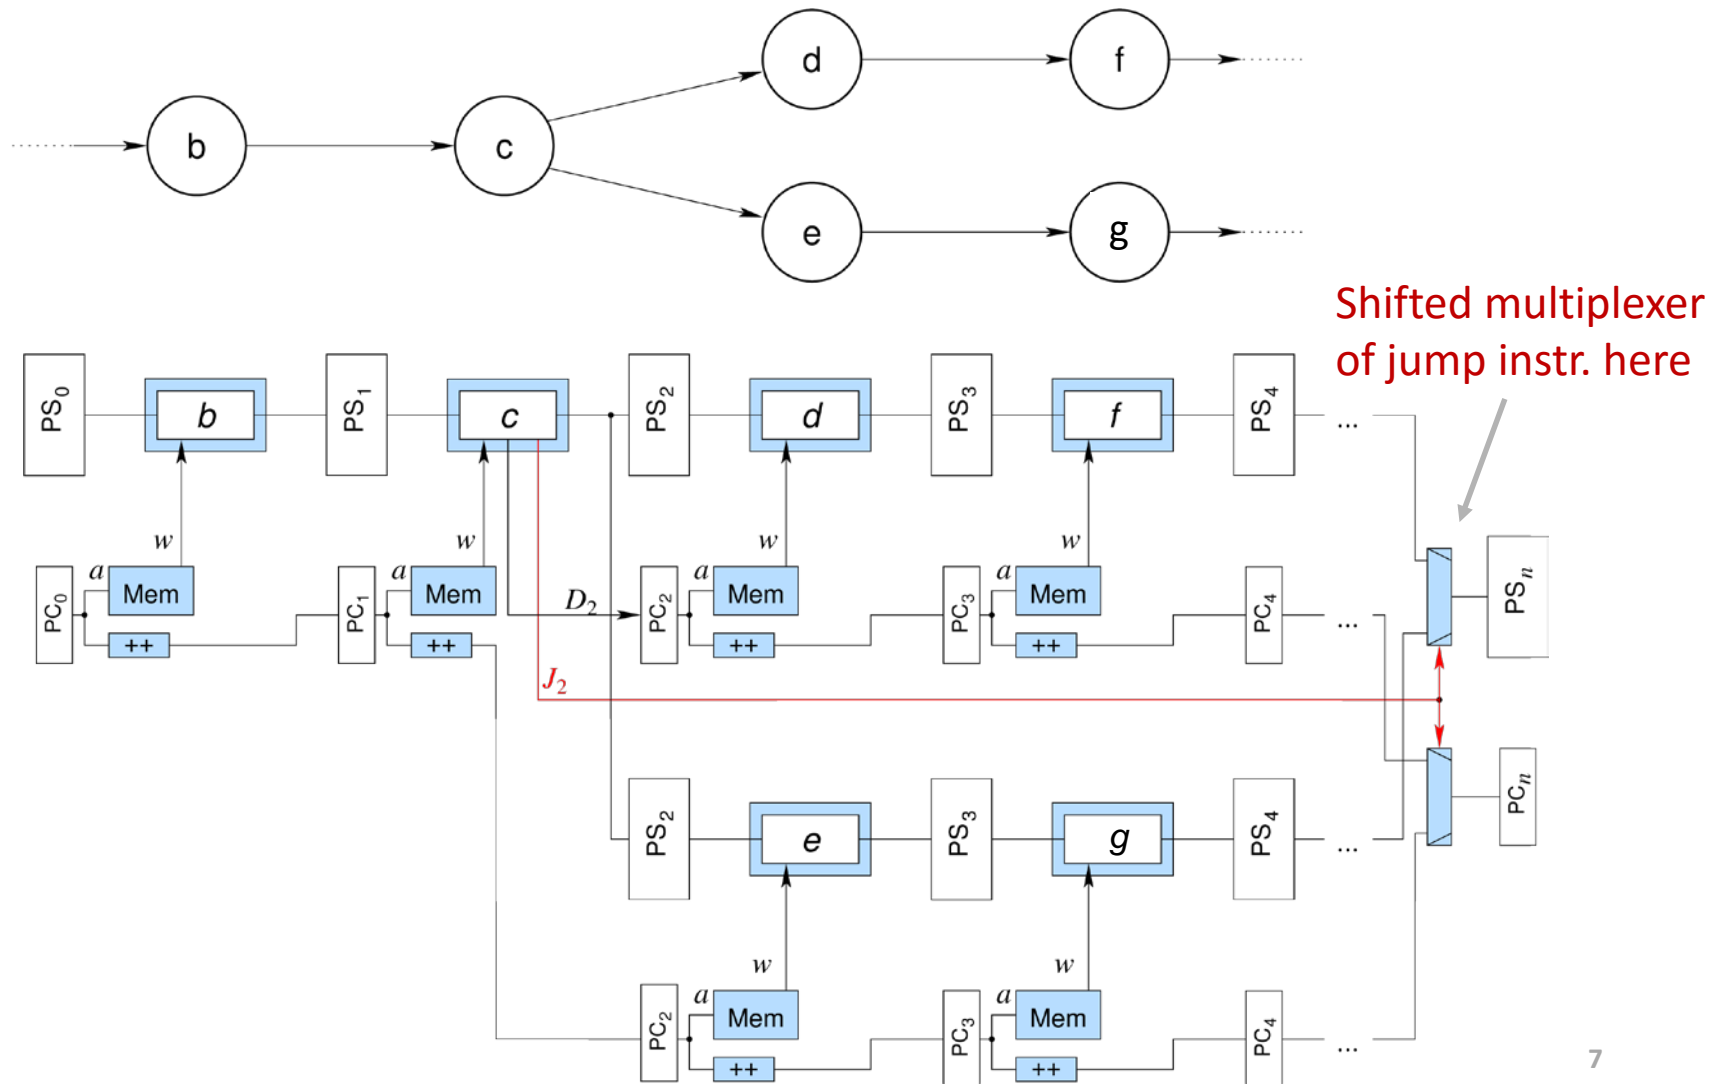 d
f
b
c
e
g
Shifted multiplexer
of jump instr. here
PS0
b
PS1
c
PS2
d
PS3
f
PS4
...
w
w
w
w
PC0
a
Mem
++
PC1
a
Mem
++
D2
PC2
a
Mem
++
PC3
a
Mem
++
PC4
...
PSn
J2
PS2
e
PS3
g
PS4
...
PCn
w
w
PC2
a
Mem
++
PC3
a
Mem
++
PC4
...
7